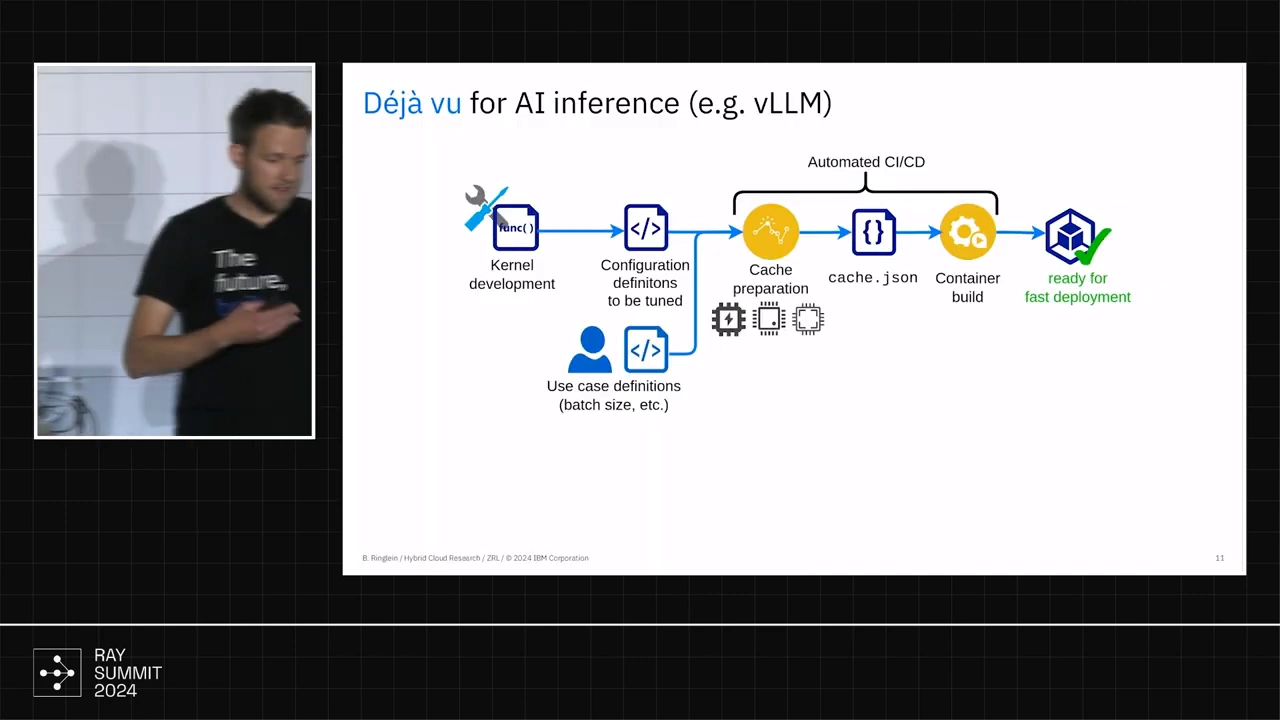 The
future,
Déjà vu for AI inference (e.g. vLLM)
Automated CI/CD
func()
</>
{}
Kernel
development
Configuration
definitons
to be tuned
Cache
preparation
cache.json
Container
build
ready for
fast deployment
</>
Use case definitions
(batch size, etc.)
B. Ringlein / Hybrid Cloud Research / ZRL / © 2024 IBM Corporation
11
RAY
SUMMIT
2024